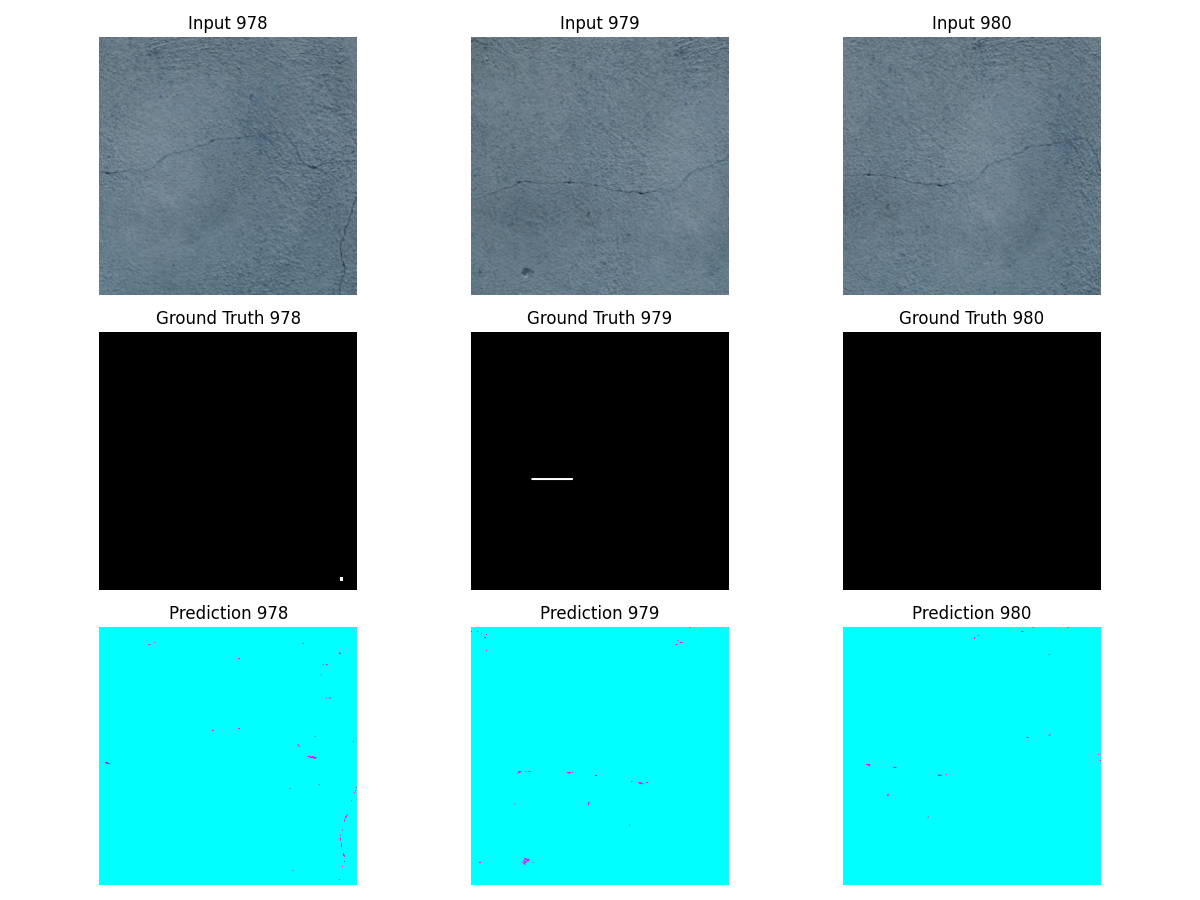 Input 978
Input 979
Input 980
Ground Truth 978
Ground Truth 979
Ground Truth 980
Prediction 978
Prediction 979
Prediction 980